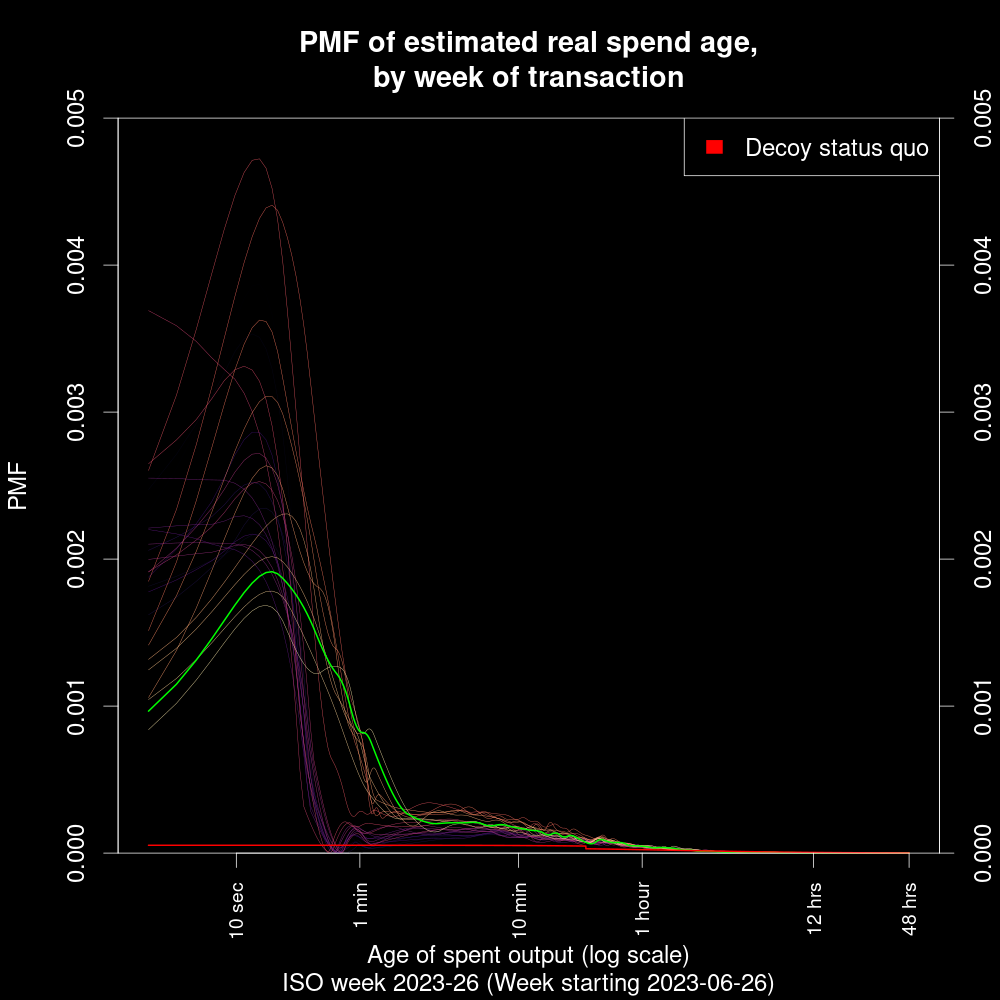 PMF of estimated real spend age,
by week of transaction
Decoy status quo
PMF
0.005
0.004
0.003
0.002
0.001
0.000
0.005
0.004
0.003
0.002
0.001
0.000
10 sec
1 min
10 min
1 hour
12 hrs
48 hrs
Age of spent output (log scale)
ISO week 2023-26 (Week starting 2023-06-26)